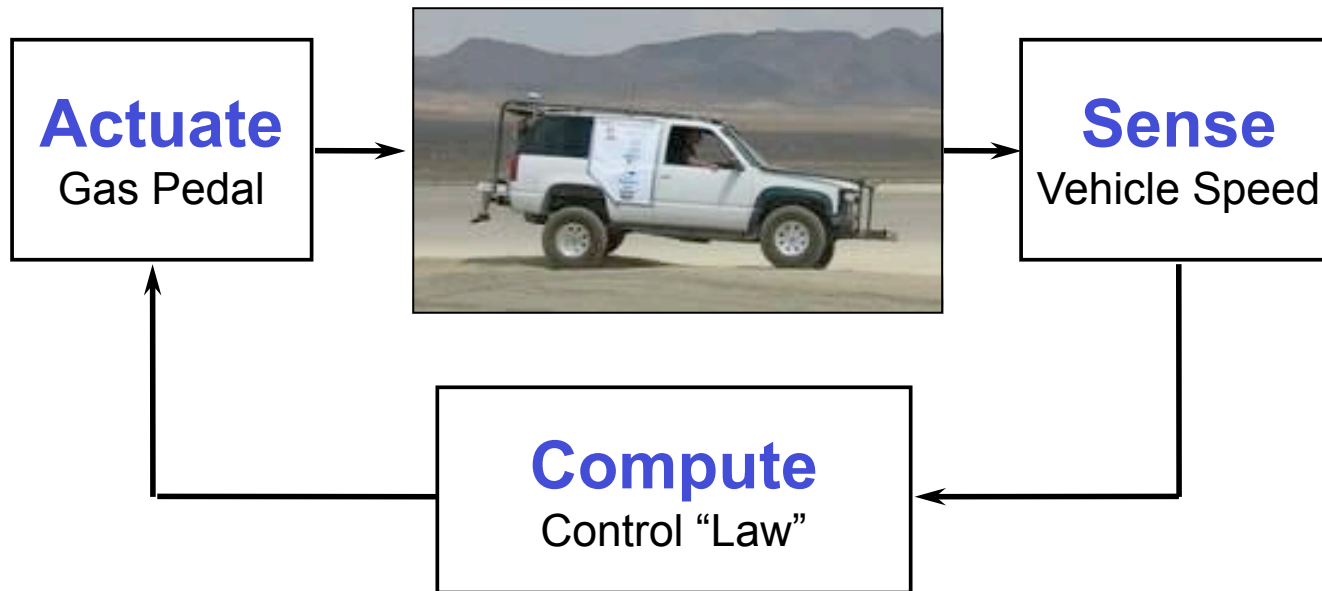 Actuate
Gas Pedal
Sense
Vehicle Speed
Compute
Control “Law”